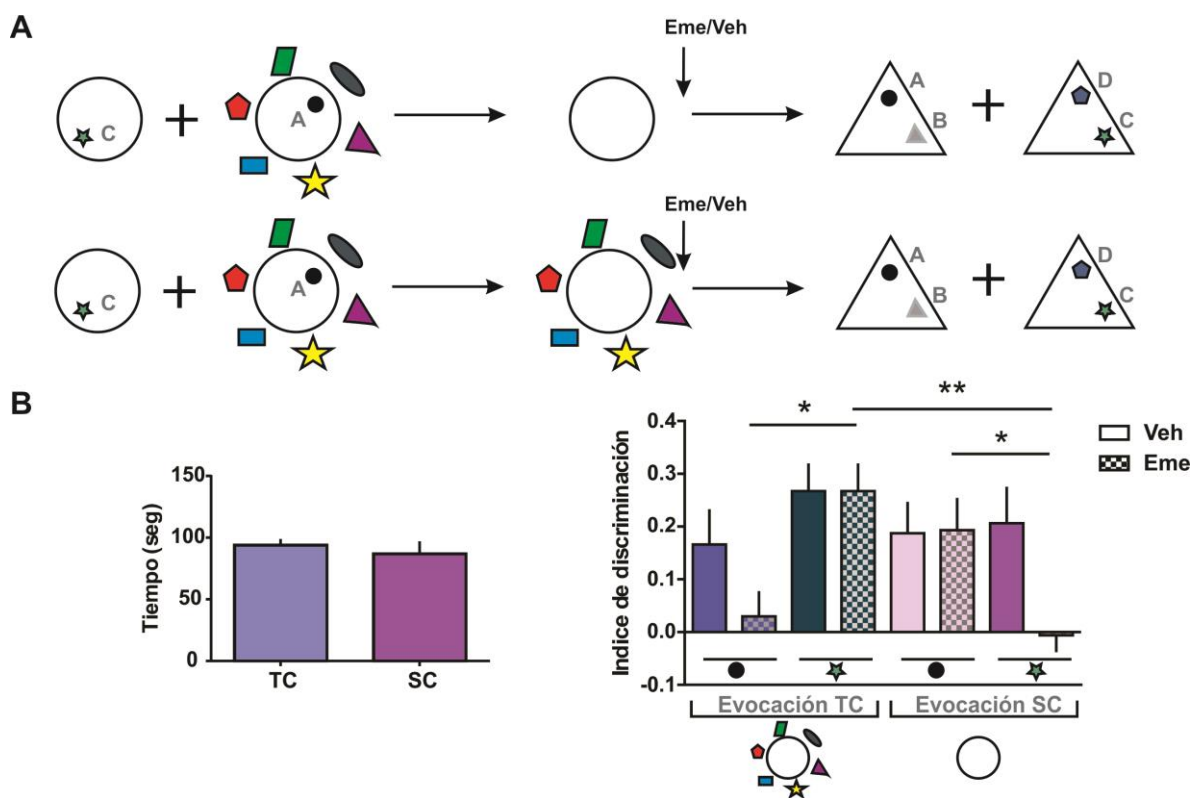 A
Eme/Veh
C + A
A B + D C
Eme/Veh
C + A
A B + D C
B
Tiempo (seg)
150
100
50
0
TC SC
Indice de discriminación
0.4
0.3
0.2
0.1
0.0
-0.1
* ** *
Veh
Eme
Evocación TC Evocación SC